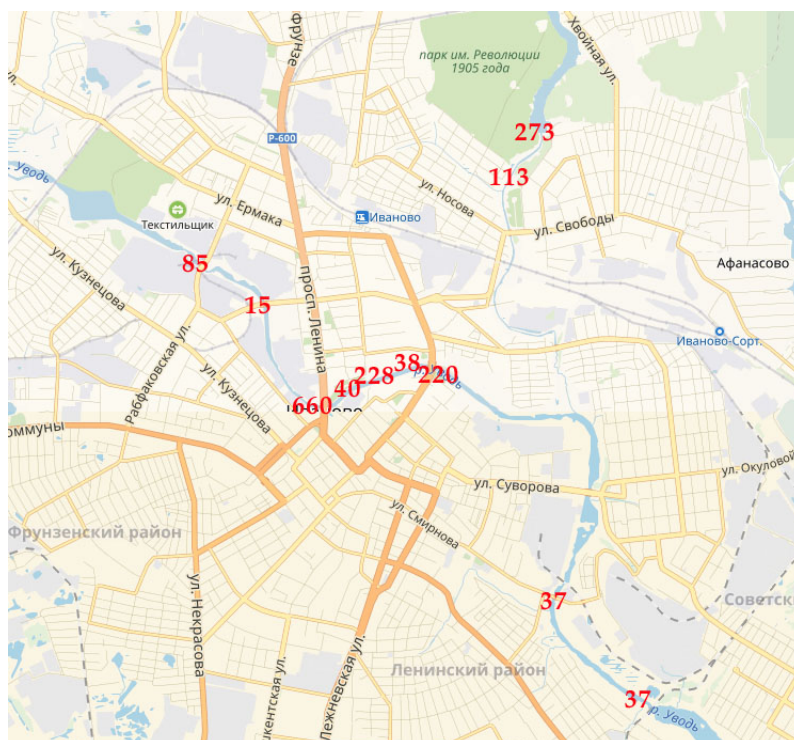 Фрунзе
Хвойная ул.
парк им. Революции
1905 года
273
Р-600
113
р. Уводь
ул. Носова
ул. Ермака
Текстильщик
Иваново
ул. Свободы
85
Афанасово
ул. Кузнецова
15
просп. Ленина
Рабфаковская ул.
Иваново-Сорт.
38
228
220
40
660
ул. Кузнецова
ул. Окуловой
ул. Суворова
ул. Смирнова
Фрунзенский район
ул. Некрасова
37
Ленинский район
Лежневская ул.
37
р. Уводь